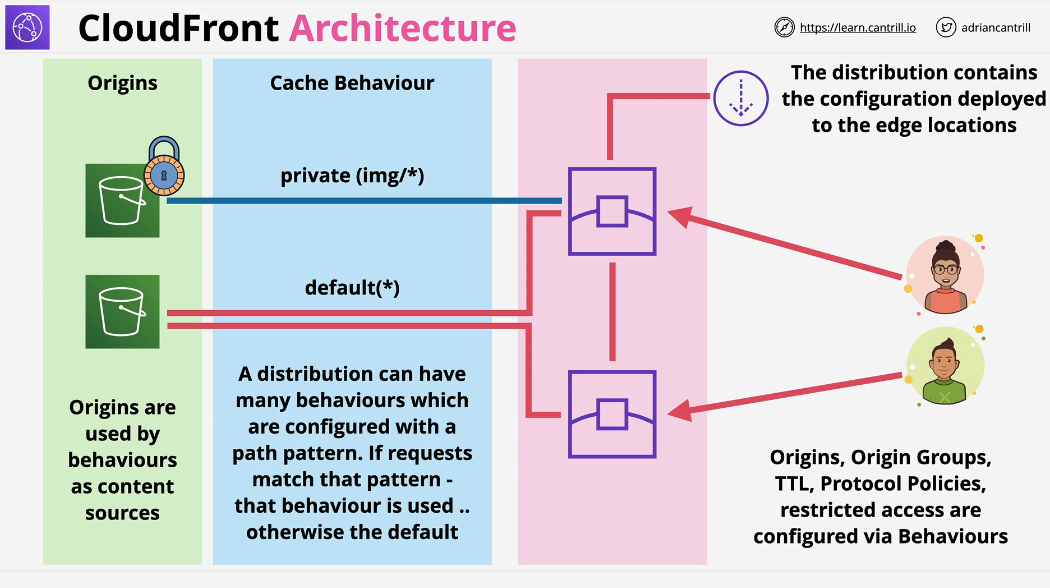 CloudFront Architecture
https://learn.cantrill.io
adriancantrill
Origins
Cache Behaviour
The distribution contains
the configuration deployed
to the edge locations
private (img/*)
default(*)
Origins are
used by
behaviours
as content
sources
A distribution can have
many behaviours which
are configured with a
path pattern. If requests
match that pattern -
that behaviour is used ..
otherwise the default
Origins, Origin Groups,
TTL, Protocol Policies,
restricted access are
configured via Behaviours